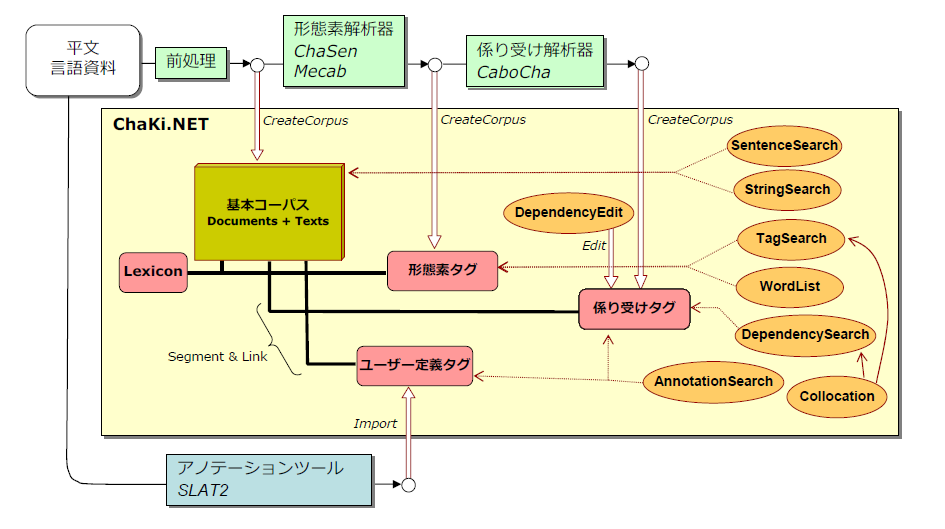 平文
言語資料
前処理
形態素解析器
ChaSen
Mecab
係り受け解析器
CaboCha
ChaKi.NET
CreateCorpus
CreateCorpus
CreateCorpus
基本コーパス
Documents + Texts
SentenceSearch
StringSearch
DependencyEdit
Edit
TagSearch
Lexicon
形態素タグ
WordList
係り受けタグ
DependencySearch
Segment & Link
ユーザー定義タグ
AnnotationSearch
Collocation
Import
アノテーションツール
SLAT2